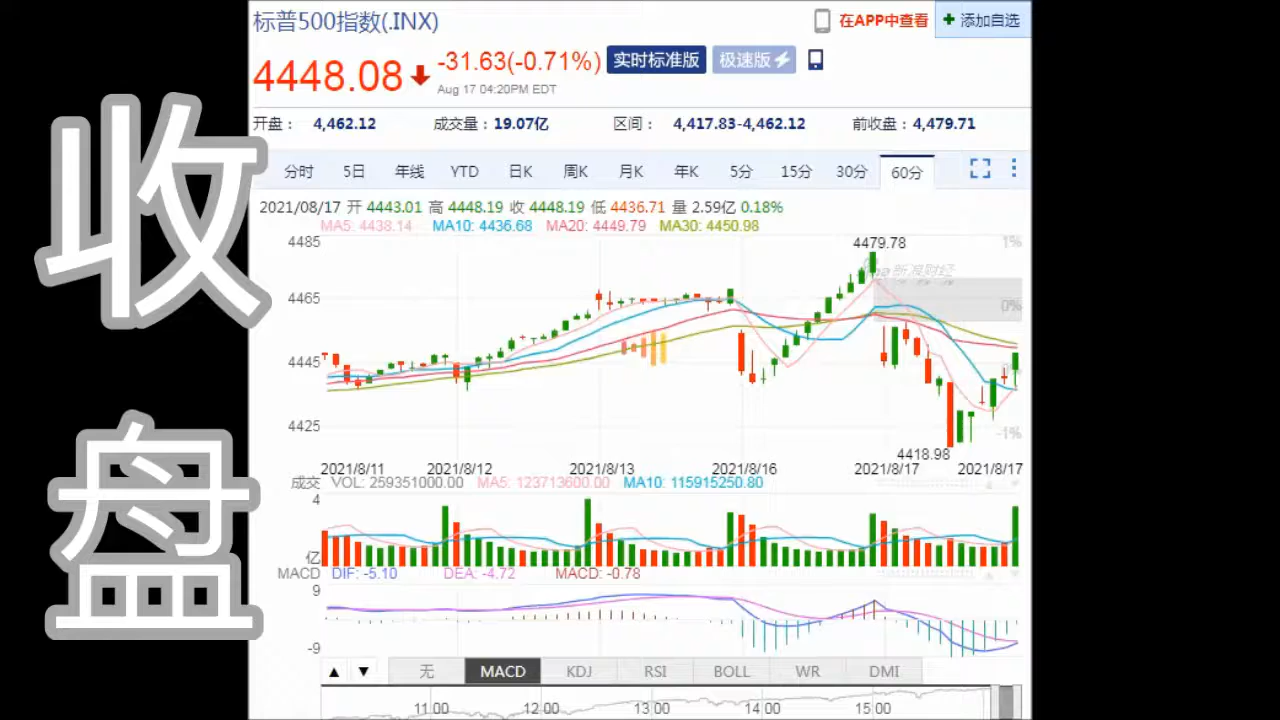 收
盘
标普500指数(.INX)
在APP中查看
+ 添加自选
4448.08
-31.63(-0.71%)
实时标准版
极速版
Aug 17 04:20PM EDT
开盘： 4,462.12 成交量：19.07亿 区间： 4,417.83-4,462.12 前收盘：4,479.71
分时 5日 年线 YTD 日K 周K 月K 年K 5分 15分 30分 60分
2021/08/17 开 4443.01 高 4448.19 收 4448.19 低 4436.71 量 2.59亿 0.18%
MA5: 4438.14 MA10: 4436.68 MA20: 4449.79 MA30: 4450.98
4485 4479.78 1%
新浪财经
4465 0%
4445
4425 -1%
4418.98
2021/8/11 2021/8/12 2021/8/13 2021/8/16 2021/8/17 2021/8/17
成交 VOL: 259351000.00 MA5: 123713600.00 MA10: 115915250.80
4
亿
MACD DIF: -5.10 DEA: -4.72 MACD: -0.78
9
-9
▲ ▼ 无 MACD KDJ RSI BOLL WR DMI
11:00 12:00 13:00 14:00 15:00